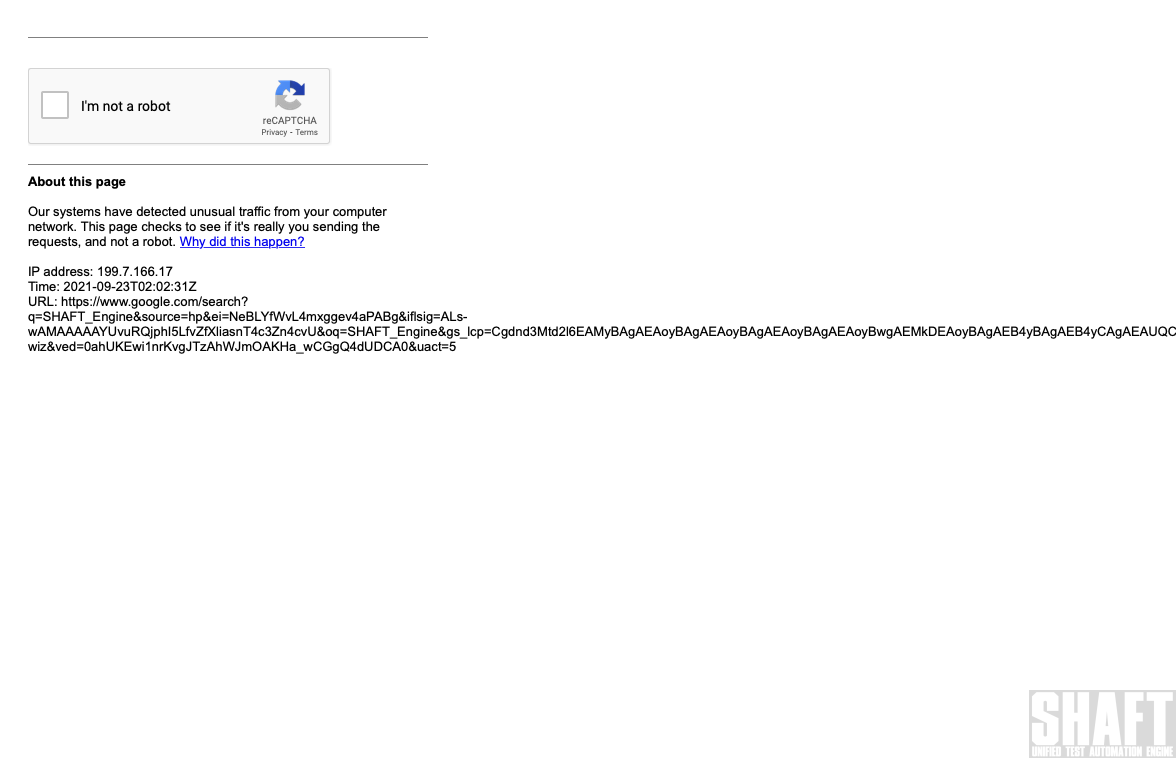 I'm not a robot
reCAPTCHA
Privacy - Terms
About this page
Our systems have detected unusual traffic from your computer
network. This page checks to see if it's really you sending the
requests, and not a robot. Why did this happen?
IP address: 199.7.166.17
Time: 2021-09-23T02:02:31Z
URL: https://www.google.com/search?
q=SHAFT_Engine&source=hp&ei=NeBLYfWvL4mxggev4aPABg&iflsig=ALs-
wAMAAAAAYUvuRQjphI5LfvZfXliasnT4c3Zn4cvU&oq=SHAFT_Engine&gs_lcp=Cgdnd3Mtd2l6EAMyBAgAEAoyBAgAEAoyBAgAEAoyBAgAEAoyBwgAEMkDEAoyBAgAEB4yBAgAEB4yCAgAEAUQC
wiz&ved=0ahUKEwi1nrKvgJTzAhWJmOAKHa_wCGgQ4dUDCA0&uact=5
SHAFT
UNIFIED TEST AUTOMATION ENGINE